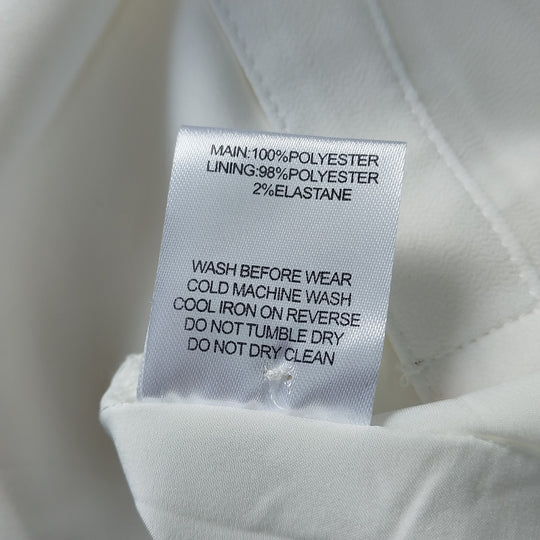 MAIN:100%POLYESTER
LINING:98%POLYESTER
2%ELASTANE
WASH BEFORE WEAR
COLD MACHINE WASH
COOL IRON ON REVERSE
DO NOT TUMBLE DRY
DO NOT DRY CLEAN